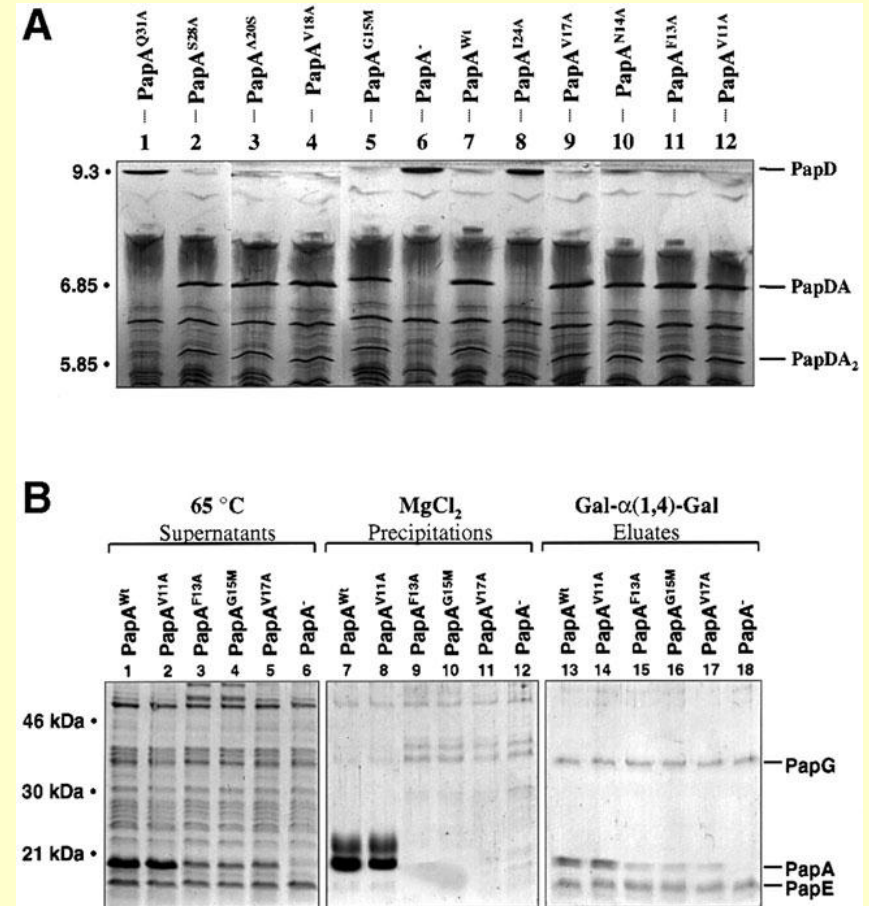 A
PapA^Q31A
PapA^S28A
PapA^A20S
PapA^V18A
PapA^G15M
PapA^-
PapA^Wt
PapA^I24A
PapA^V17A
PapA^N14A
PapA^F13A
PapA^V11A
1 2 3 4 5 6 7 8 9 10 11 12
9.3 • PapD
6.85 • PapDA
5.85 • PapDA₂
B
65 °C MgCl₂ Gal-α(1,4)-Gal
Supernatants Precipitations Eluates
PapA^Wt
PapA^V11A
PapA^F13A
PapA^G15M
PapA^V17A
PapA^-
PapA^Wt
PapA^V11A
PapA^F13A
PapA^G15M
PapA^V17A
PapA^-
PapA^Wt
PapA^V11A
PapA^F13A
PapA^G15M
PapA^V17A
PapA^-
1 2 3 4 5 6 7 8 9 10 11 12 13 14 15 16 17 18
46 kDa •
PapG
30 kDa •
21 kDa •
PapA
PapE